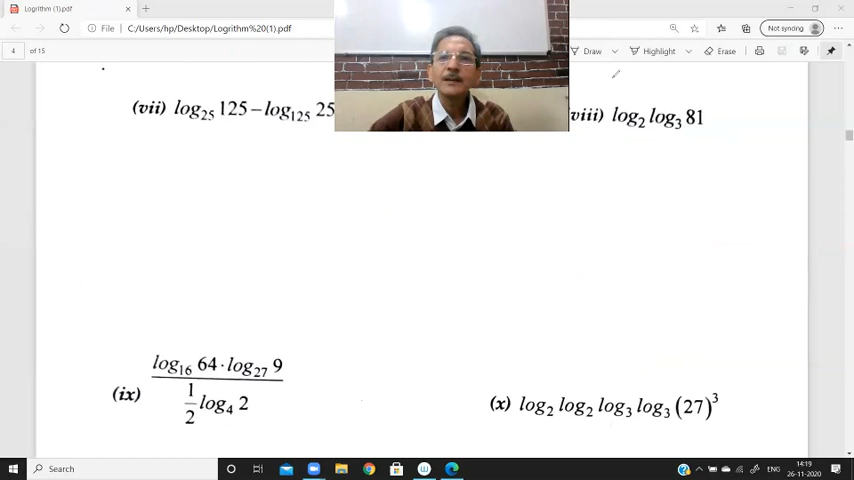 Logrithm (1).pdf
File C:/Users/hp/Desktop/Logrithm%20(1).pdf Not syncing
4 of 15 Draw Highlight Erase
(vii) log₂₅ 125 – log₁₂₅ 25
viii) log₂ log₃ 81
(ix) log₁₆ 64 · log₂₇ 9
1
2 log₄ 2
(x) log₂ log₂ log₃ log₃ (27)³
Search
ENG 14:19
26-11-2020